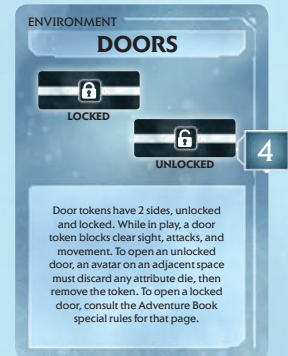 ENVIRONMENT
DOORS
LOCKED
UNLOCKED
4
Door tokens have 2 sides, unlocked
and locked. While in play, a door
token blocks clear sight, attacks, and
movement. To open an unlocked
door, an avatar on an adjacent space
must discard any attribute die, then
remove the token. To open a locked
door, consult the Adventure Book
special rules for that page.